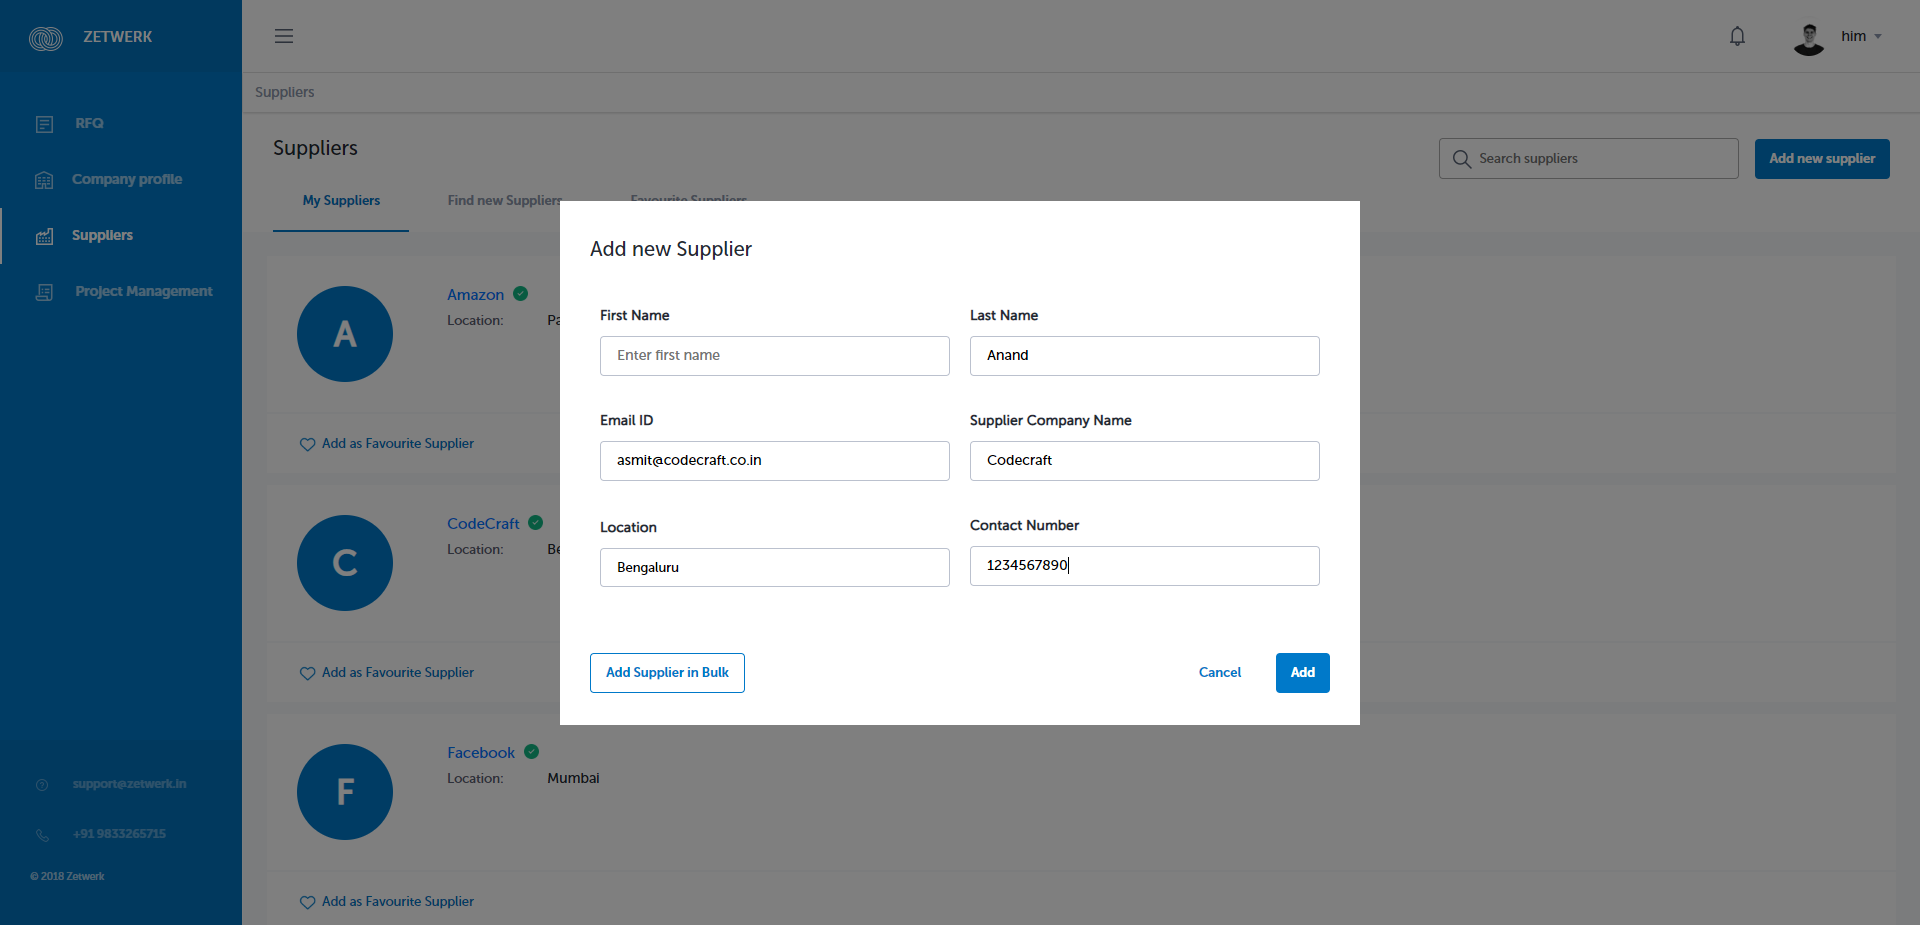 ZETWERK
him
Suppliers
RFQ
Company profile
Suppliers
Project Management
support@zetwerk.in
+91 9833265715
© 2018 Zetwerk
Suppliers
Search suppliers
Add new supplier
My Suppliers
Find new Suppliers
Favourite Suppliers
A
Amazon
Location:
Add as Favourite Supplier
C
CodeCraft
Location:
Add as Favourite Supplier
F
Facebook
Location: Mumbai
Add as Favourite Supplier
Add new Supplier
First Name
Enter first name
Last Name
Anand
Email ID
asmit@codecraft.co.in
Supplier Company Name
Codecraft
Location
Bengaluru
Contact Number
1234567890
Add Supplier in Bulk
Cancel
Add